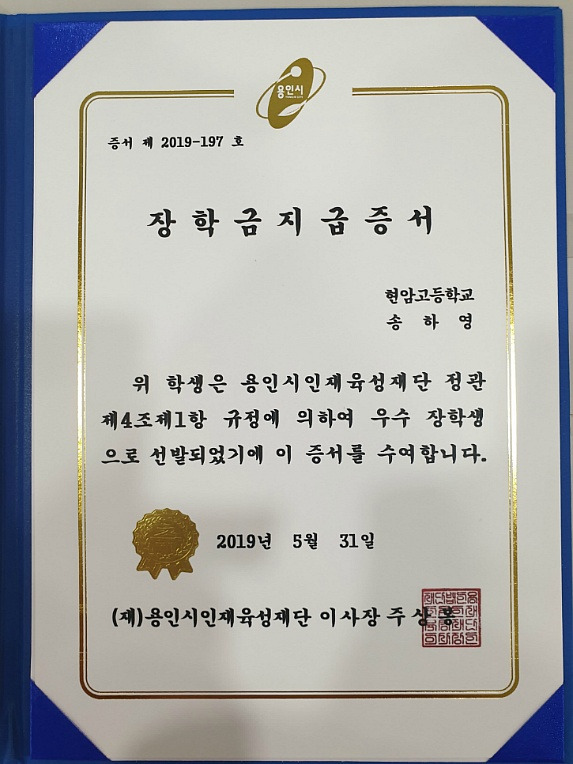 용인시
증서 제 2019-197 호
장학금지급증서
현암고등학교
송하영
위 학생은 용인시인재육성재단 정관
제4조제1항 규정에 의하여 우수 장학생
으로 선발되었기에 이 증서를 수여합니다.
2019년 5월 31일
(재)용인시인재육성재단 이사장 주상봉